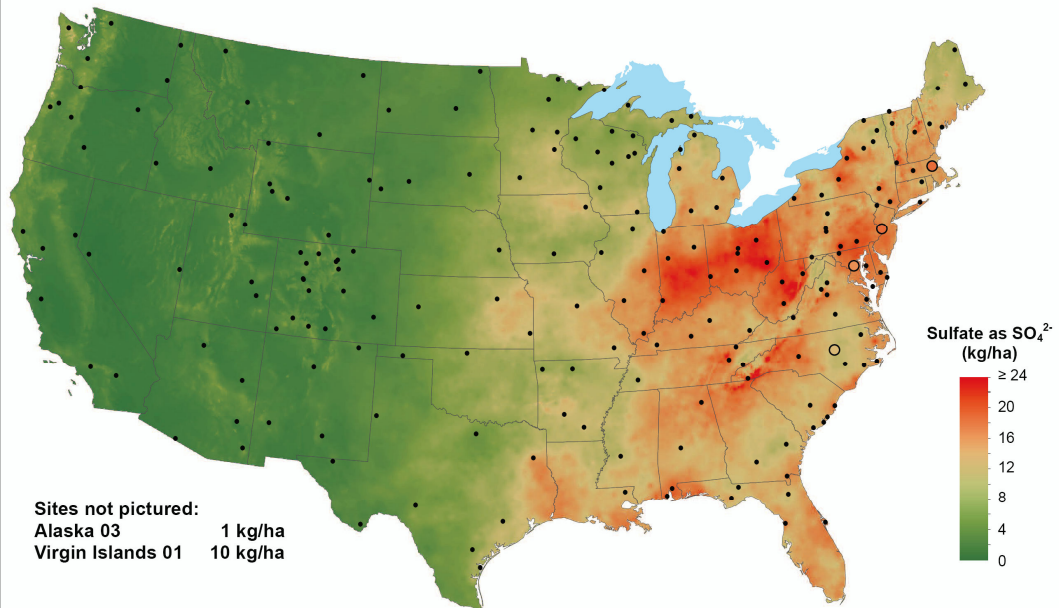 Sulfate as SO₄²⁻
(kg/ha)
≥ 24
20
16
12
8
4
0
Sites not pictured:
Alaska 03 1 kg/ha
Virgin Islands 01 10 kg/ha